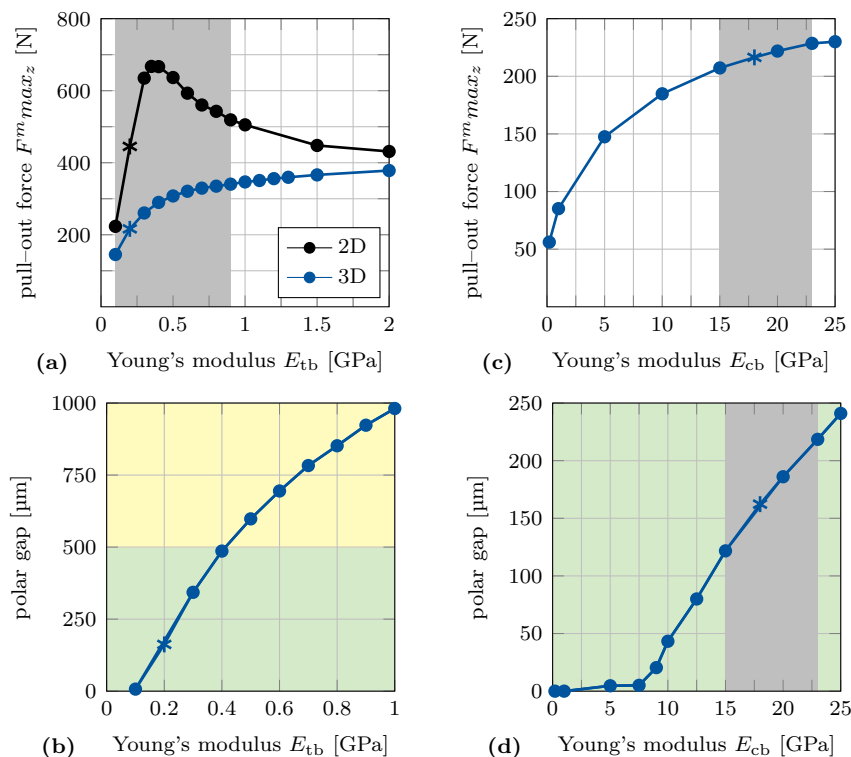 pull–out force F^m max_z [N]
800
600
400
200
2D
3D
0 0.5 1 1.5 2
(a) Young's modulus E_tb [GPa]
pull–out force F^m max_z [N]
250
200
150
100
50
0 5 10 15 20 25
(c) Young's modulus E_cb [GPa]
polar gap [µm]
1000
750
500
250
0
0.2 0.4 0.6 0.8 1
(b) Young's modulus E_tb [GPa]
polar gap [µm]
250
200
150
100
50
0
0 5 10 15 20 25
(d) Young's modulus E_cb [GPa]